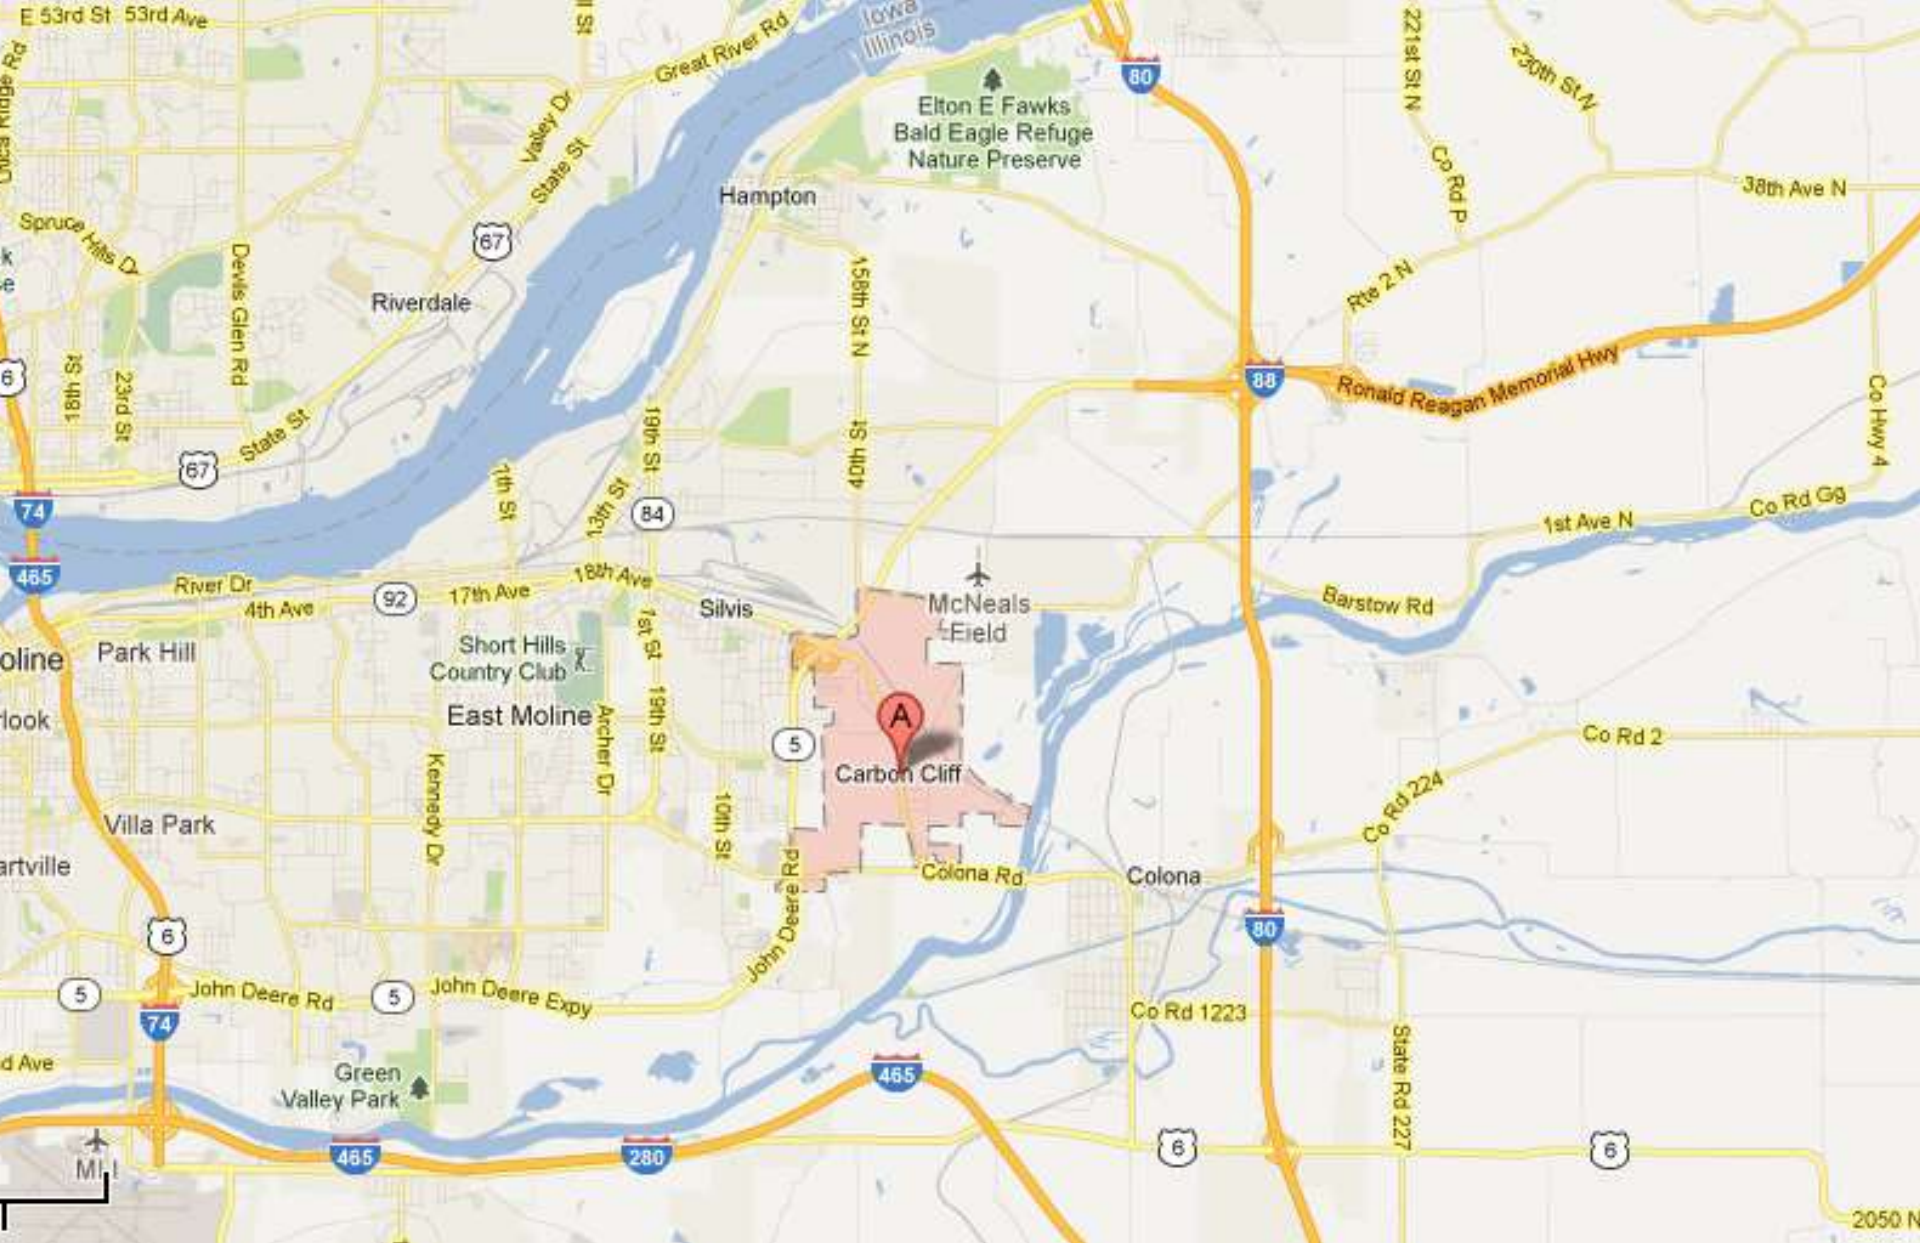 E 53rd St 53rd Ave
Great River Rd
Iowa
Illinois
80
221st St N
230th St N
Elton E Fawks
Bald Eagle Refuge
Nature Preserve
Valley Dr
State St
Hampton
Co Rd P
38th Ave N
Spruce Hills Dr
67
Devils Glen Rd
Riverdale
158th St N
Rte 2 N
6
18th St
23rd St
88
Ronald Reagan Memorial Hwy
Co Hwy 4
State St
19th St
40th St
67
74
13th St
84
1st Ave N
Co Rd Gg
465
River Dr
4th Ave
92
17th Ave
18th Ave
Silvis
McNeals
Field
Barstow Rd
oline
Park Hill
Short Hills
Country Club
1st St
rlook
East Moline
Archer Dr
19th St
5
A
Carbon Cliff
Co Rd 2
Kennedy Dr
10th St
Co Rd 224
Villa Park
artville
Colona Rd
Colona
John Deere Rd
6
80
5
John Deere Rd
5
John Deere Expy
74
Co Rd 1223
State Rd 227
d Ave
Green
Valley Park
465
465
280
6
6
2050 N